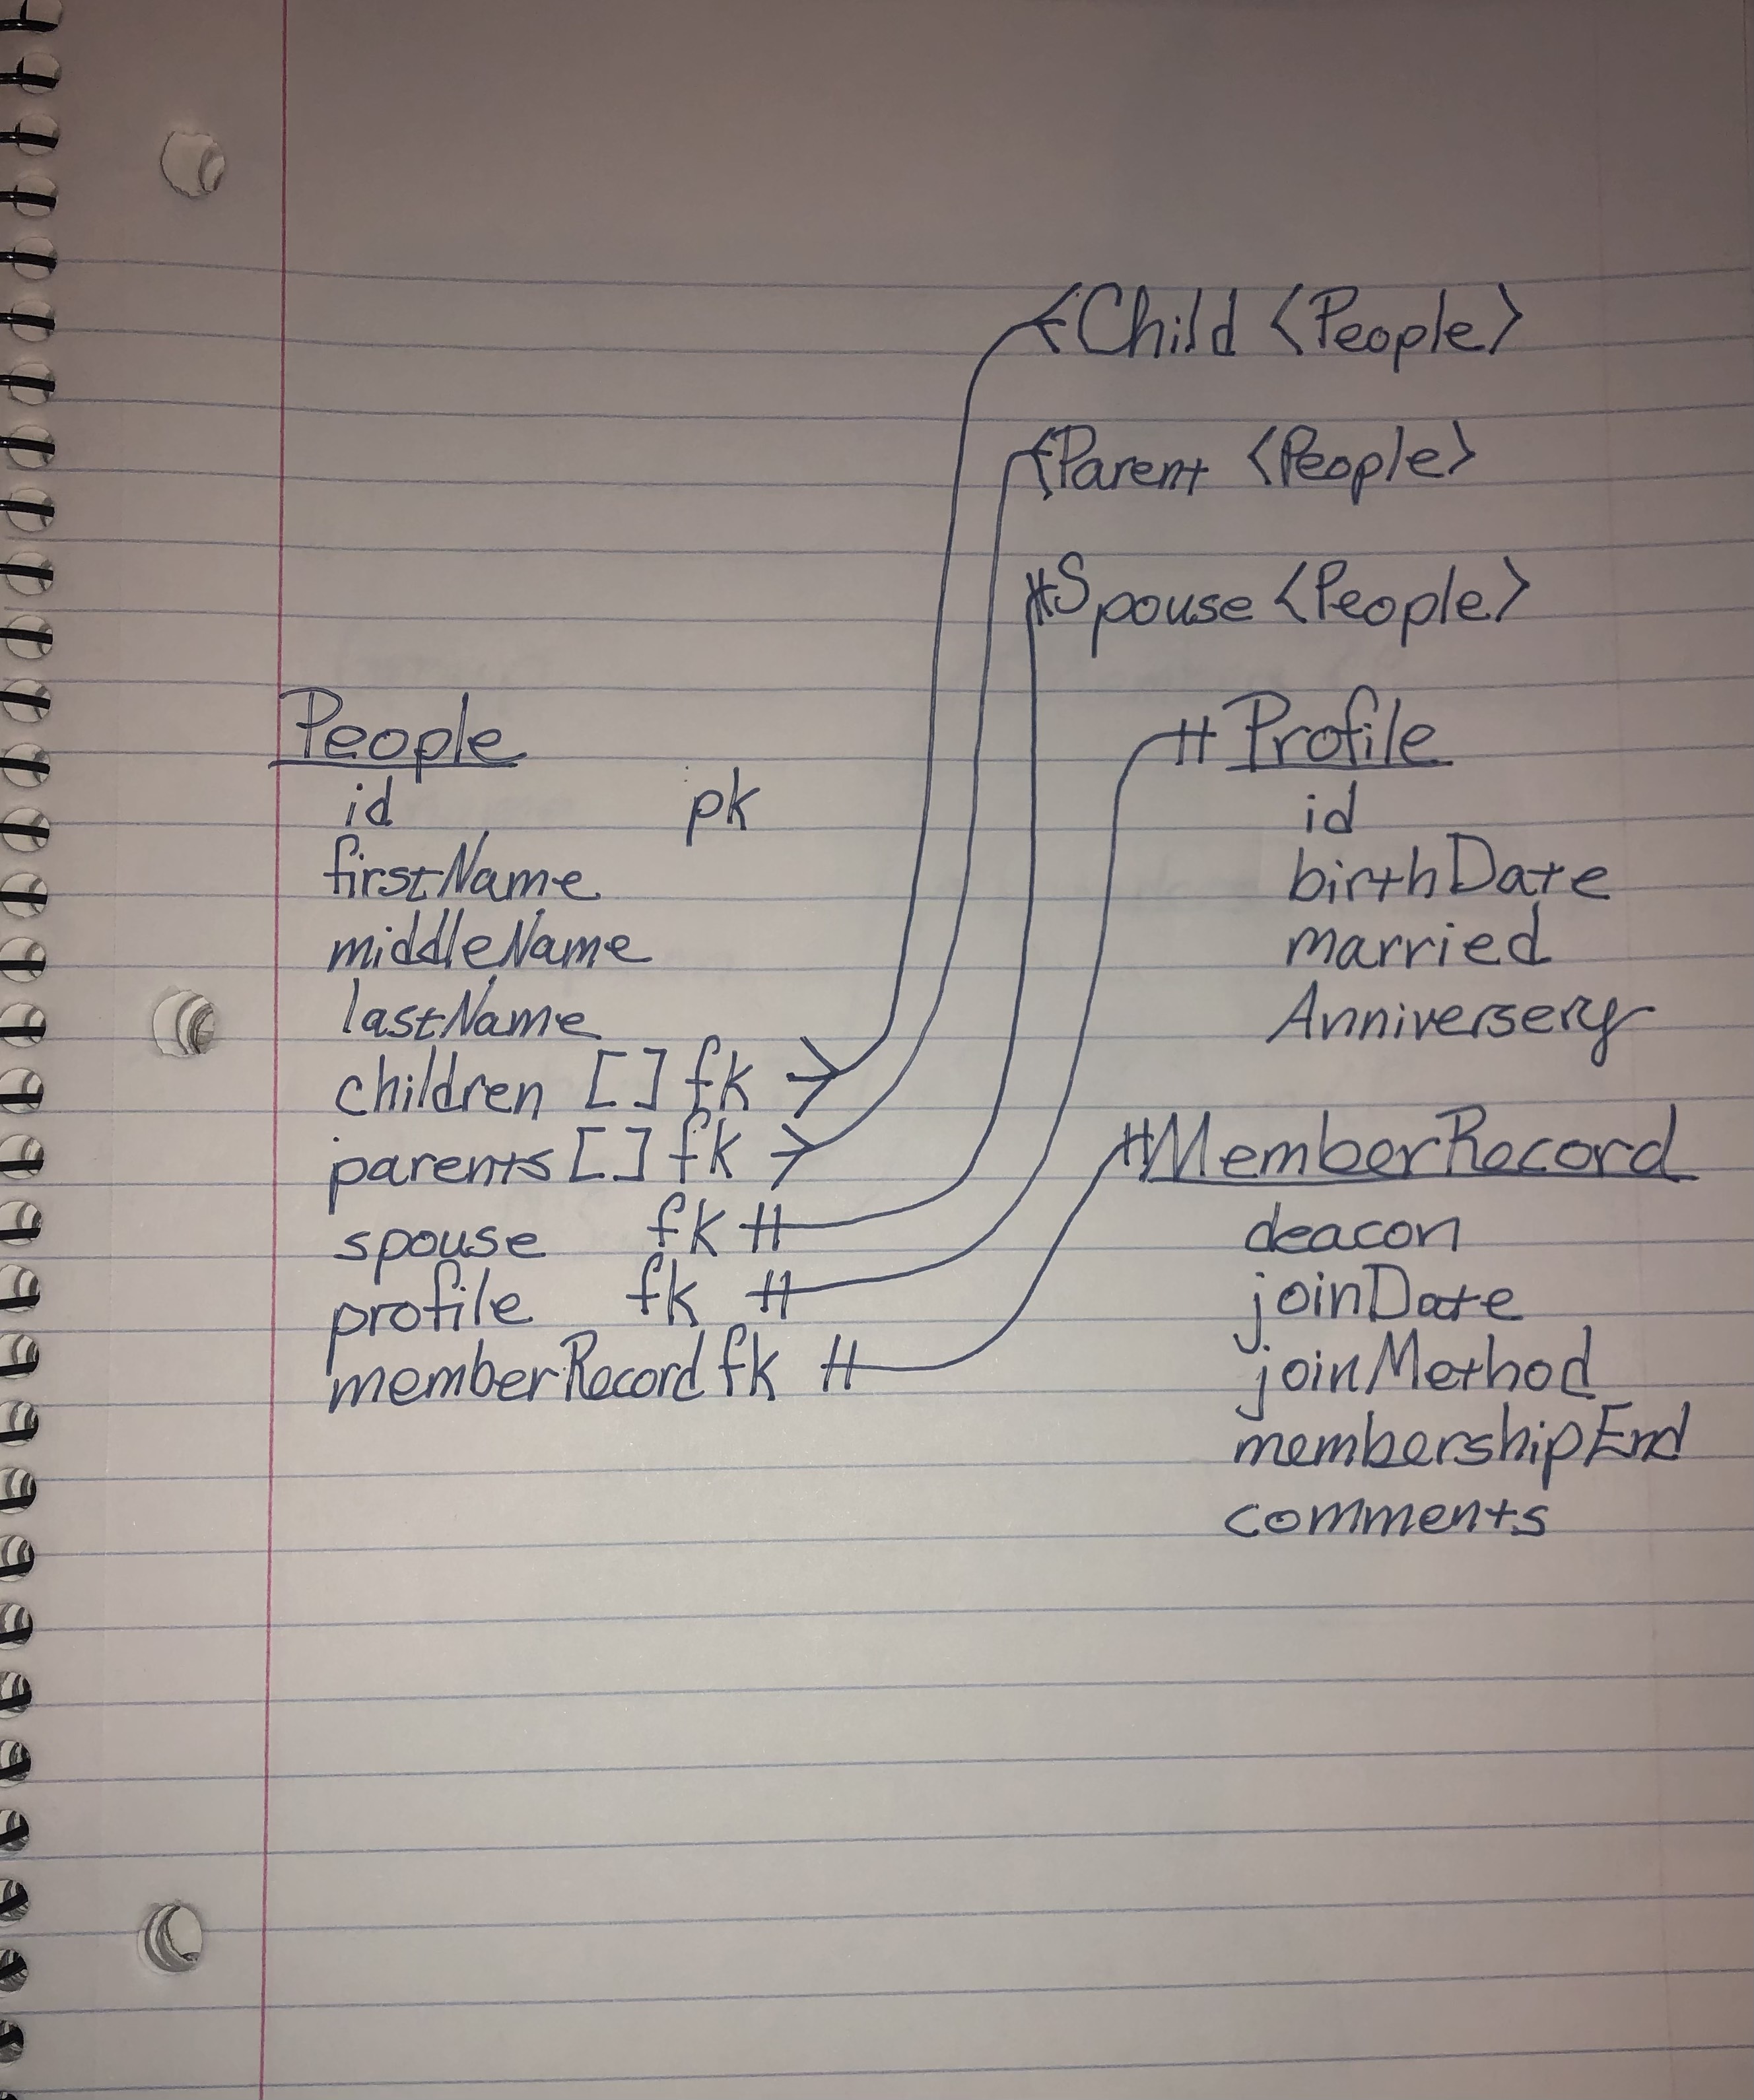 Child <People>
Parent <People>
Spouse <People>
People
id pk
firstName
middleName
lastName
children [] fk
parents [] fk
spouse fk
profile fk
memberRecord fk
Profile
id
birthDate
married
Anniversery
MemberRecord
deacon
joinDate
joinMethod
membershipEnd
comments